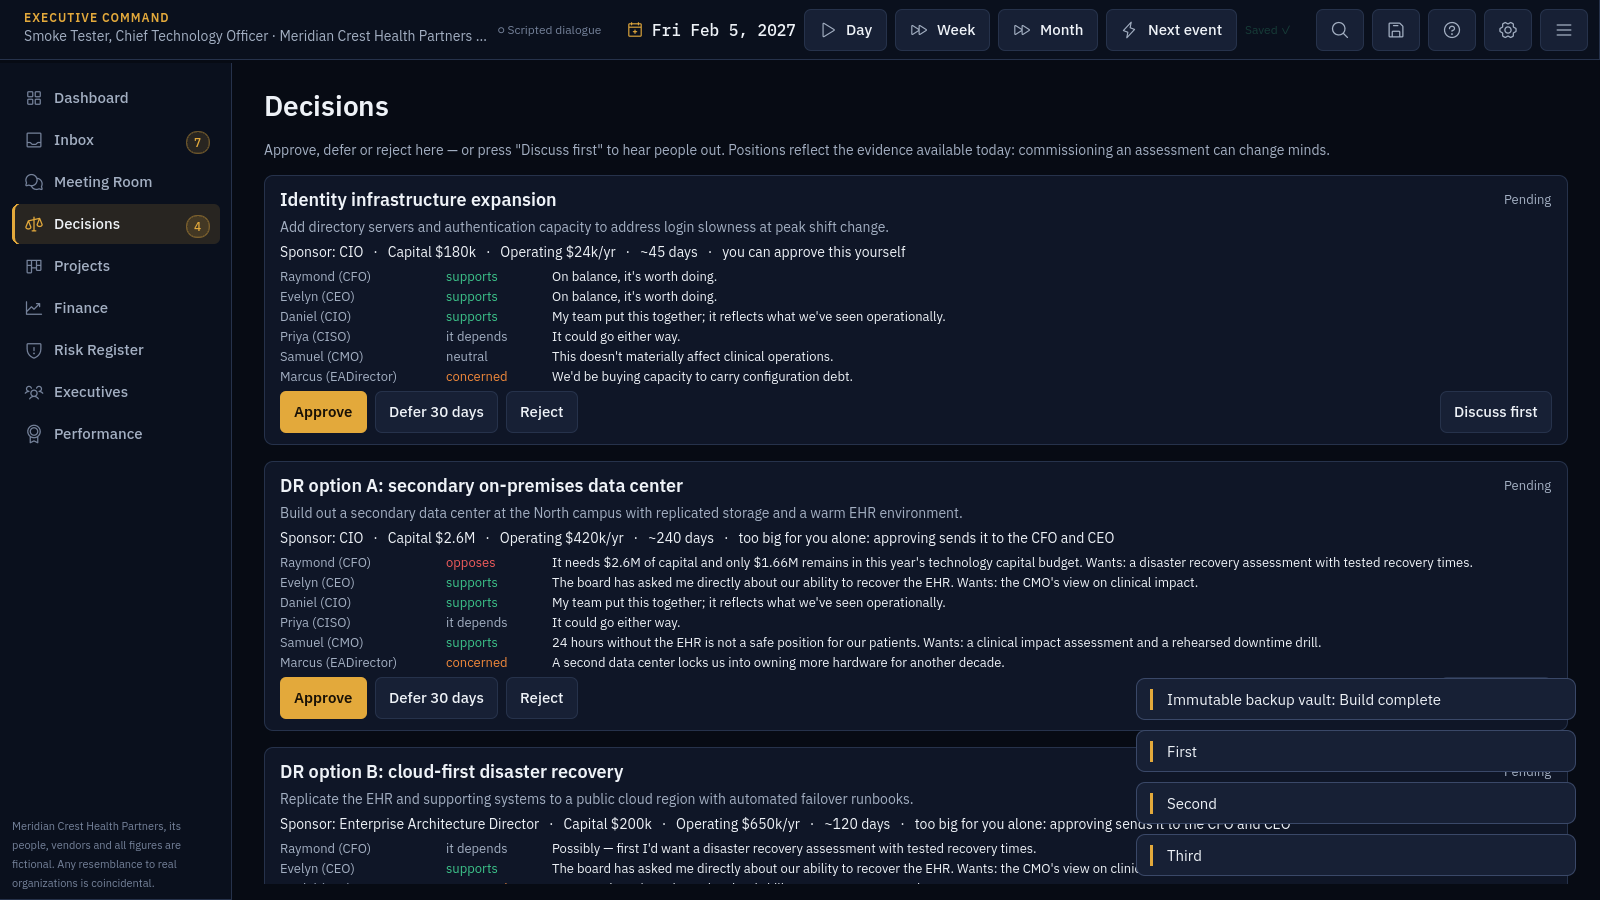 EXECUTIVE COMMAND
Smoke Tester, Chief Technology Officer · Meridian Crest Health Partners ...
Scripted dialogue
Fri Feb 5, 2027
Day
Week
Month
Next event
Saved ✓
Dashboard
Inbox
7
Meeting Room
Decisions
4
Projects
Finance
Risk Register
Executives
Performance
Meridian Crest Health Partners, its
people, vendors and all figures are
fictional. Any resemblance to real
organizations is coincidental.
Decisions
Approve, defer or reject here — or press "Discuss first" to hear people out. Positions reflect the evidence available today: commissioning an assessment can change minds.
Identity infrastructure expansion
Pending
Add directory servers and authentication capacity to address login slowness at peak shift change.
Sponsor: CIO · Capital $180k · Operating $24k/yr · ~45 days · you can approve this yourself
Raymond (CFO) supports On balance, it's worth doing.
Evelyn (CEO) supports On balance, it's worth doing.
Daniel (CIO) supports My team put this together; it reflects what we've seen operationally.
Priya (CISO) it depends It could go either way.
Samuel (CMO) neutral This doesn't materially affect clinical operations.
Marcus (EADirector) concerned We'd be buying capacity to carry configuration debt.
Approve
Defer 30 days
Reject
Discuss first
DR option A: secondary on-premises data center
Pending
Build out a secondary data center at the North campus with replicated storage and a warm EHR environment.
Sponsor: CIO · Capital $2.6M · Operating $420k/yr · ~240 days · too big for you alone: approving sends it to the CFO and CEO
Raymond (CFO) opposes It needs $2.6M of capital and only $1.66M remains in this year's technology capital budget. Wants: a disaster recovery assessment with tested recovery times.
Evelyn (CEO) supports The board has asked me directly about our ability to recover the EHR. Wants: the CMO's view on clinical impact.
Daniel (CIO) supports My team put this together; it reflects what we've seen operationally.
Priya (CISO) it depends It could go either way.
Samuel (CMO) supports 24 hours without the EHR is not a safe position for our patients. Wants: a clinical impact assessment and a rehearsed downtime drill.
Marcus (EADirector) concerned A second data center locks us into owning more hardware for another decade.
Approve
Defer 30 days
Reject
DR option B: cloud-first disaster recovery
Pending
Replicate the EHR and supporting systems to a public cloud region with automated failover runbooks.
Sponsor: Enterprise Architecture Director · Capital $200k · Operating $650k/yr · ~120 days · too big for you alone: approving sends it to the CFO and CEO
Raymond (CFO) it depends Possibly — first I'd want a disaster recovery assessment with tested recovery times.
Evelyn (CEO) supports The board has asked me directly about our ability to recover the EHR. Wants: the CMO's view on clinic
Immutable backup vault: Build complete
First
Second
Third